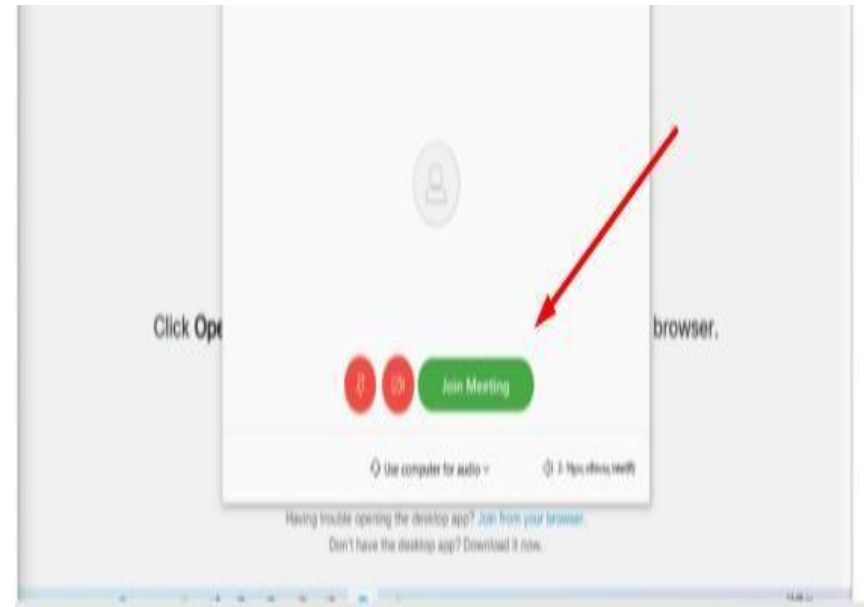 Click Ope
browser.
Join Meeting
Use computer for audio
Having trouble opening the desktop app? Join from your browser.
Don't have the desktop app? Download it now.